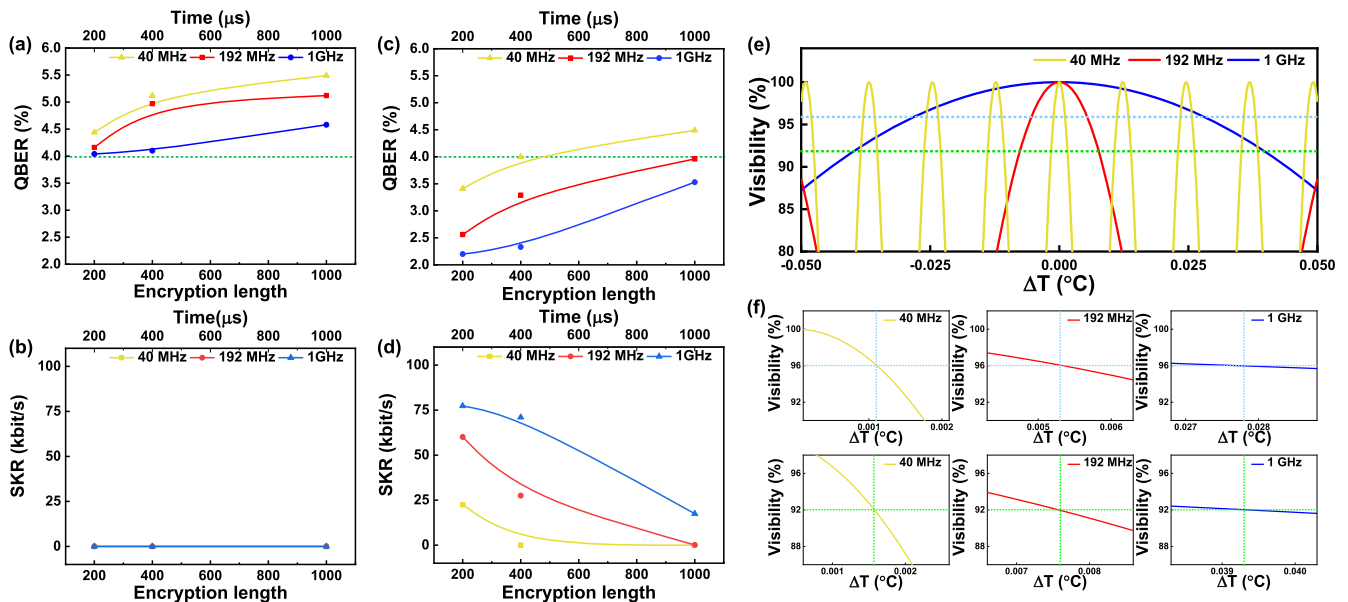 (a)
Time (μs)
200 400 600 800 1000
40 MHz 192 MHz 1GHz
QBER (%)
6.0
5.5
5.0
4.5
4.0
3.5
3.0
2.5
2.0
200 400 600 800 1000
Encryption length
(c)
Time (μs)
200 400 600 800 1000
40 MHz 192 MHz 1GHz
QBER (%)
6.0
5.5
5.0
4.5
4.0
3.5
3.0
2.5
2.0
200 400 600 800 1000
Encryption length
(e)
40 MHz 192 MHz 1 GHz
Visibility (%)
100
95
90
85
80
-0.050 -0.025 0.000 0.025 0.050
ΔT (°C)
(b)
Time(μs)
200 400 600 800 1000
40 MHz 192 MHz 1GHz
SKR (kbit/s)
100
75
50
25
0
200 400 600 800 1000
Encryption length
(d)
Time (μs)
200 400 600 800 1000
40 MHz 192 MHz 1GHz
SKR (kbit/s)
100
75
50
25
0
200 400 600 800 1000
Encryption length
(f)
40 MHz
Visibility (%)
100
96
92
0.001 0.002
ΔT (°C)
192 MHz
Visibility (%)
100
96
92
0.005 0.006
ΔT (°C)
1 GHz
Visibility (%)
100
96
92
0.027 0.028
ΔT (°C)
40 MHz
Visibility (%)
96
92
88
0.001 0.002
ΔT (°C)
192 MHz
Visibility (%)
96
92
88
0.007 0.008
ΔT (°C)
1 GHz
Visibility (%)
96
92
88
0.039 0.040
ΔT (°C)